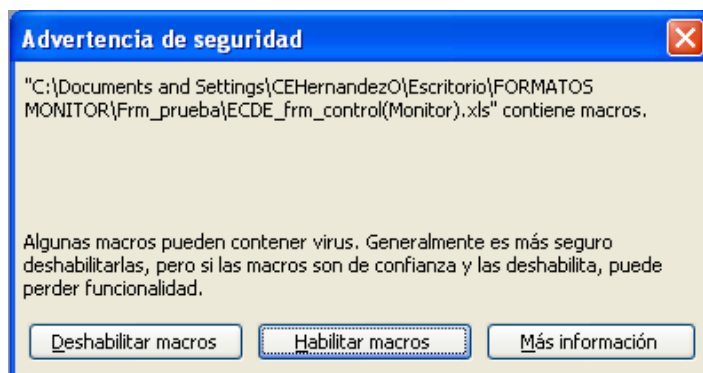 Advertencia de seguridad
"C:\Documents and Settings\CEHernandezO\Escritorio\FORMATOS
MONITOR\Frm_prueba\ECDE_frm_control(Monitor).xls" contiene macros.
Algunas macros pueden contener virus. Generalmente es más seguro
deshabilitarlas, pero si las macros son de confianza y las deshabilita, puede
perder funcionalidad.
Deshabilitar macros Habilitar macros Más información